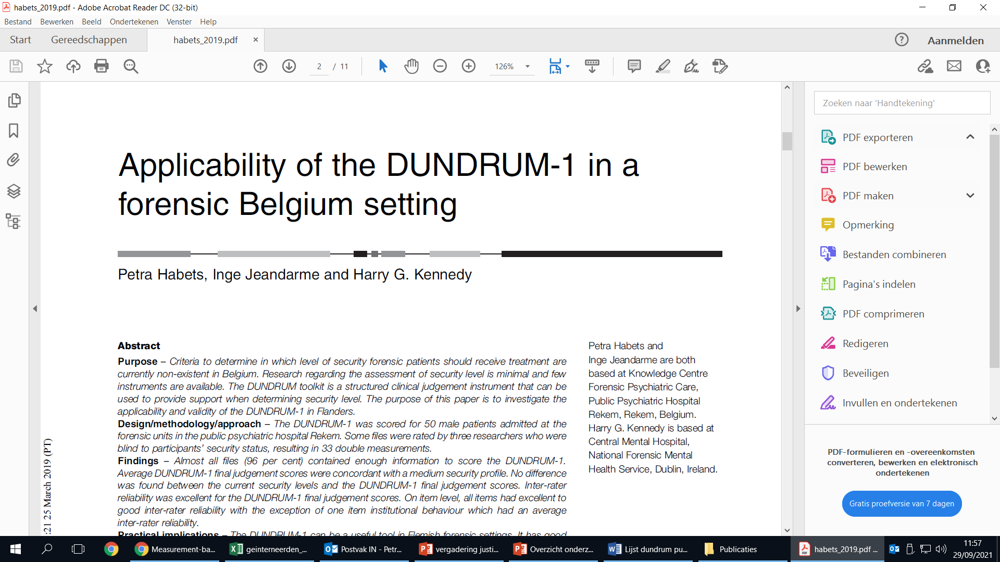 habets_2019.pdf - Adobe Acrobat Reader DC (32-bit)
Bestand Bewerken Beeld Ondertekenen Venster Help
Start Gereedschappen habets_2019.pdf × Aanmelden
2 / 11 126%
Zoeken naar 'Handtekening'
PDF exporteren
PDF bewerken
PDF maken
Opmerking
Bestanden combineren
Pagina's indelen
PDF comprimeren
Redigeren
Beveiligen
Invullen en ondertekenen
PDF-formulieren en -overeenkomsten
converteren, bewerken en elektronisch
ondertekenen
Gratis proefversie van 7 dagen
Applicability of the DUNDRUM-1 in a
forensic Belgium setting
Petra Habets, Inge Jeandarme and Harry G. Kennedy
Abstract
Purpose – Criteria to determine in which level of security forensic patients should receive treatment are
currently non-existent in Belgium. Research regarding the assessment of security level is minimal and few
instruments are available. The DUNDRUM toolkit is a structured clinical judgement instrument that can be
used to provide support when determining security level. The purpose of this paper is to investigate the
applicability and validity of the DUNDRUM-1 in Flanders.
Design/methodology/approach – The DUNDRUM-1 was scored for 50 male patients admitted at the
forensic units in the public psychiatric hospital Rekem. Some files were rated by three researchers who were
blind to participants’ security status, resulting in 33 double measurements.
Findings – Almost all files (96 per cent) contained enough information to score the DUNDRUM-1.
Average DUNDRUM-1 final judgement scores were concordant with a medium security profile. No difference
was found between the current security levels and the DUNDRUM-1 final judgement scores. Inter-rater
reliability was excellent for the DUNDRUM-1 final judgement scores. On item level, all items had excellent to
good inter-rater reliability with the exception of one item institutional behaviour which had an average
inter-rater reliability.
Practical implications – The DUNDRUM-1 can be a useful tool in Flemish forensic settings. It has good
Petra Habets and
Inge Jeandarme are both
based at Knowledge Centre
Forensic Psychiatric Care,
Public Psychiatric Hospital
Rekem, Rekem, Belgium.
Harry G. Kennedy is based at
Central Mental Hospital,
National Forensic Mental
Health Service, Dublin, Ireland.
:21 25 March 2019 (PT)
Measurement-ba... geinterneerden_... Postvak IN - Petr... vergadering justi... Overzicht onderz... Lijst dundrum pu... Publicaties habets_2019.pdf ... 11:57
29/09/2021